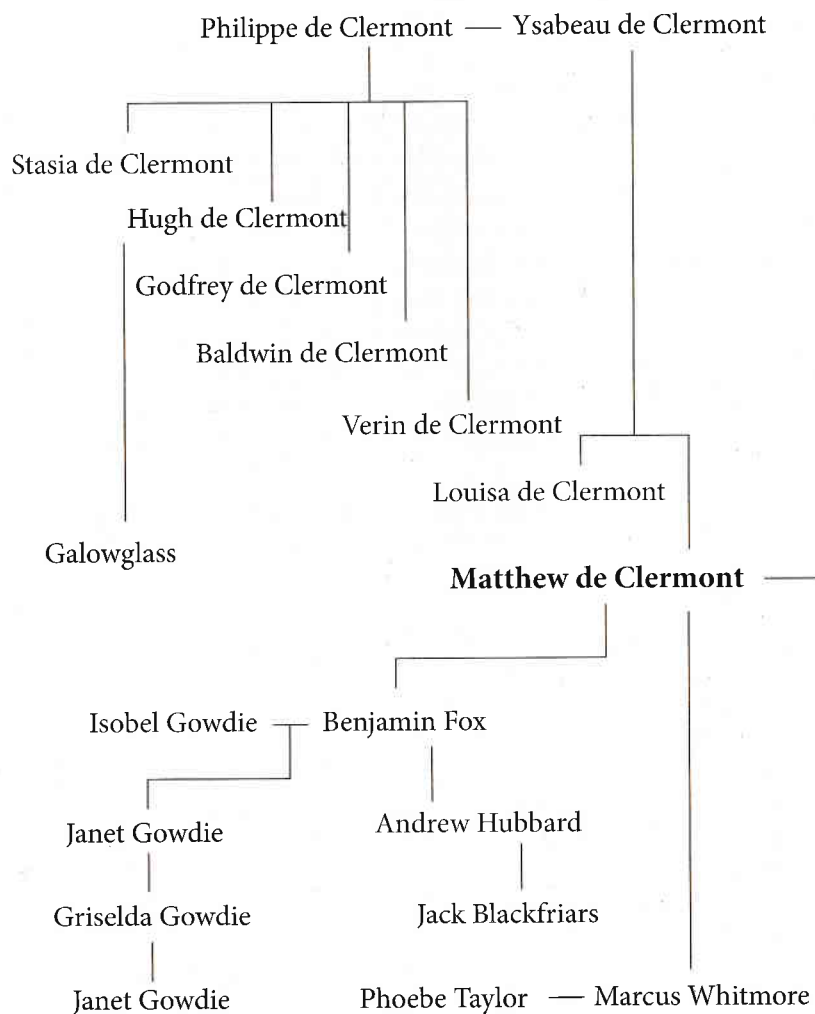 Philippe de Clermont — Ysabeau de Clermont
Stasia de Clermont
Hugh de Clermont
Godfrey de Clermont
Baldwin de Clermont
Verin de Clermont
Louisa de Clermont
Galowglass
Matthew de Clermont
Isobel Gowdie — Benjamin Fox
Janet Gowdie
Andrew Hubbard
Griselda Gowdie
Jack Blackfriars
Janet Gowdie
Phoebe Taylor — Marcus Whitmore